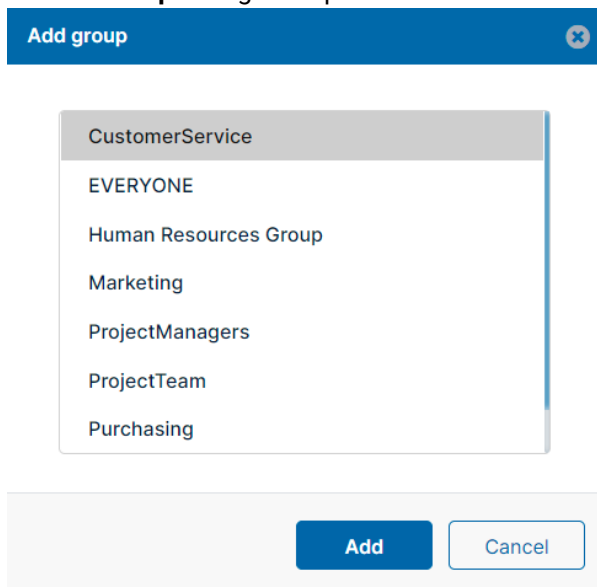 Add group
CustomerService
EVERYONE
Human Resources Group
Marketing
ProjectManagers
ProjectTeam
Purchasing
Add
Cancel